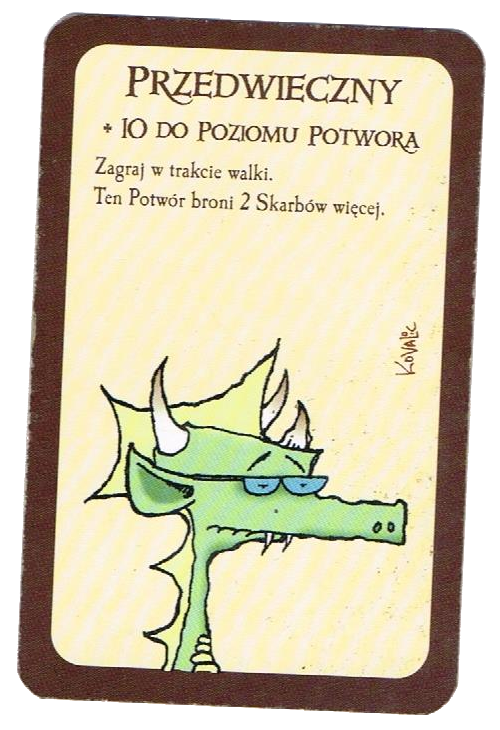 Przedwieczny
+ 10 do poziomu Potwora
Zagraj w trakcie walki.
Ten Potwór broni 2 Skarbów więcej.
Kovalic